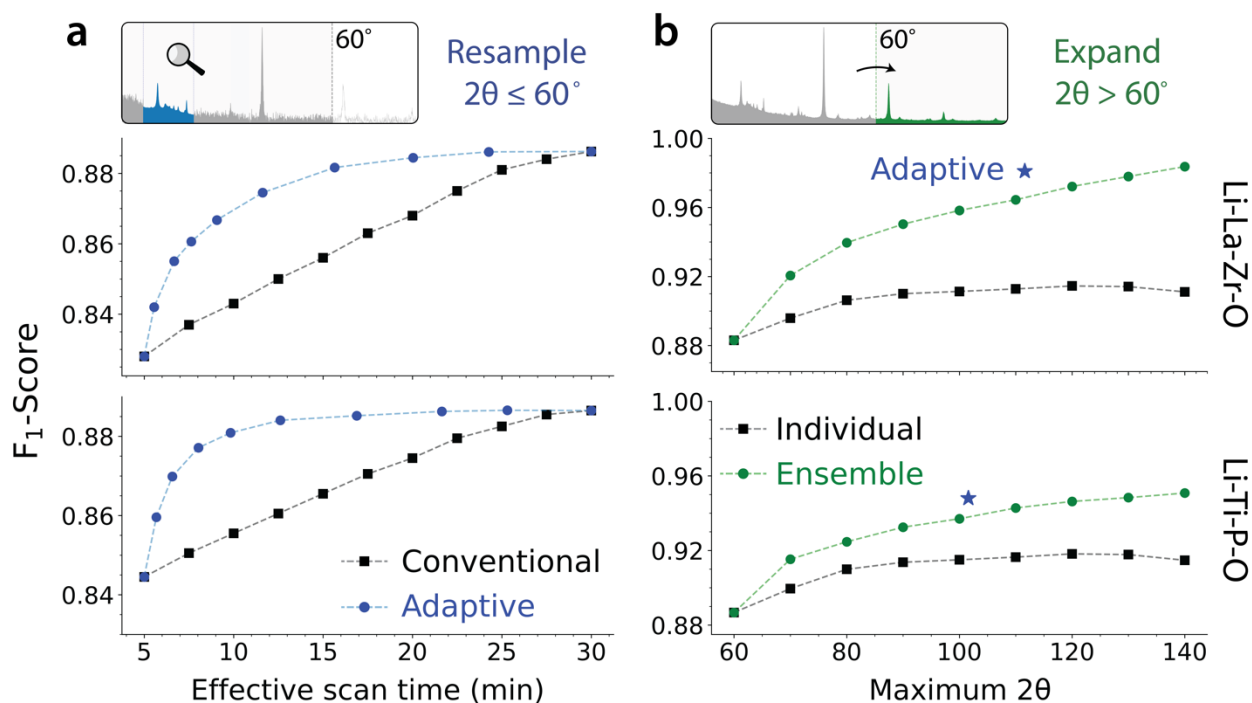 a
60°
Resample
2θ ≤ 60°
b
60°
Expand
2θ > 60°
F₁-Score
0.88
0.86
0.84
0.88
0.86
0.84
Conventional
Adaptive
5 10 15 20 25 30
Effective scan time (min)
1.00
0.96
0.92
0.88
Adaptive
Li-La-Zr-O
1.00
0.96
0.92
0.88
Individual
Ensemble
Li-Ti-P-O
60 80 100 120 140
Maximum 2θ